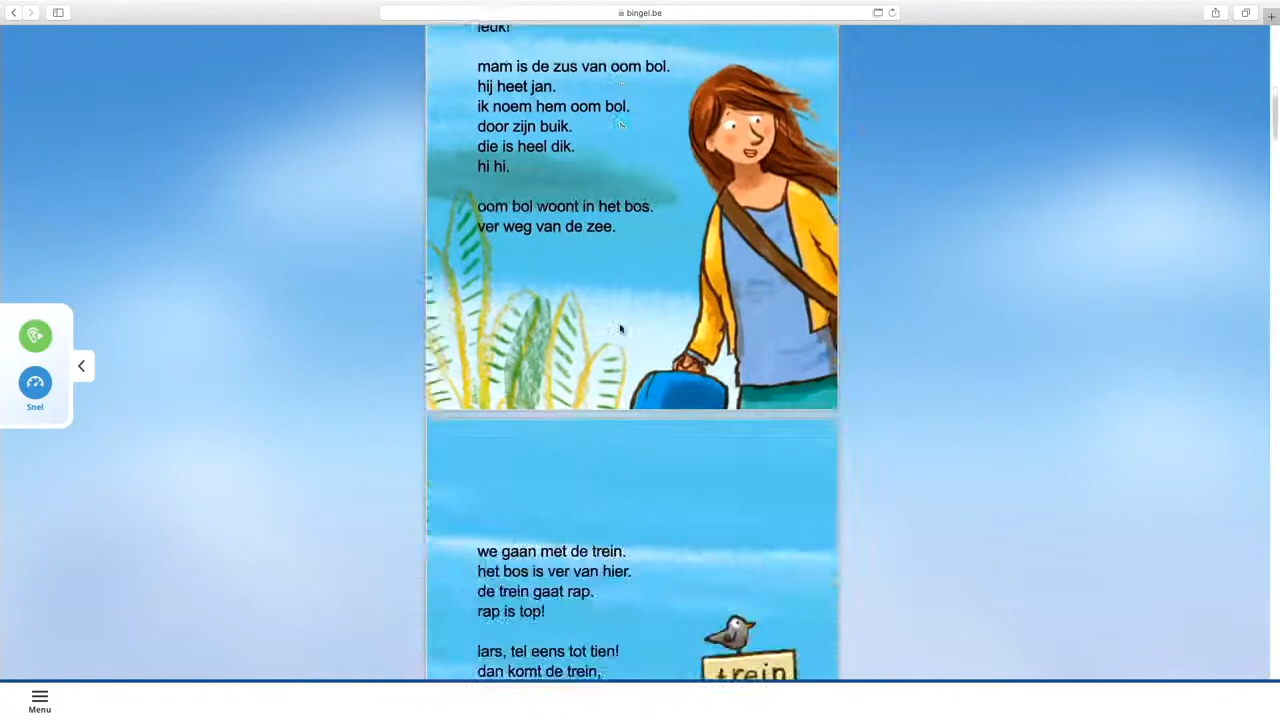 bingel.be
leuk!
mam is de zus van oom bol.
hij heet jan.
ik noem hem oom bol.
door zijn buik.
die is heel dik.
hi hi.
oom bol woont in het bos.
ver weg van de zee.
Snel
we gaan met de trein.
het bos is ver van hier.
de trein gaat rap.
rap is top!
lars, tel eens tot tien!
dan komt de trein,
trein
Menu